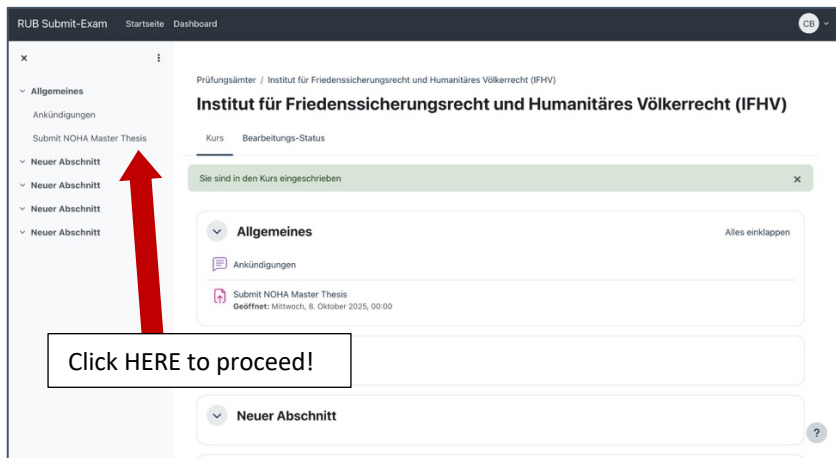 RUB Submit-Exam Startseite Dashboard CB
Allgemeines
Ankündigungen
Submit NOHA Master Thesis
Neuer Abschnitt
Neuer Abschnitt
Neuer Abschnitt
Neuer Abschnitt
Prüfungsämter / Institut für Friedenssicherungsrecht und Humanitäres Völkerrecht (IFHV)
Institut für Friedenssicherungsrecht und Humanitäres Völkerrecht (IFHV)
Kurs Bearbeitungs-Status
Sie sind in den Kurs eingeschrieben
Allgemeines Alles einklappen
Ankündigungen
Submit NOHA Master Thesis
Geöffnet: Mittwoch, 8. Oktober 2025, 00:00
Click HERE to proceed!
Neuer Abschnitt
?